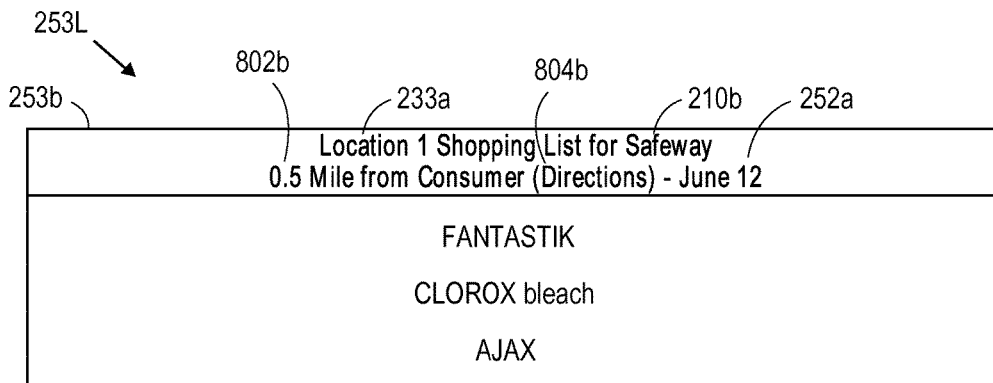 253L
802b
804b
253b
233a
210b
252a
Location 1 Shopping List for Safeway
0.5 Mile from Consumer (Directions) - June 12
FANTASTIK
CLOROX bleach
AJAX